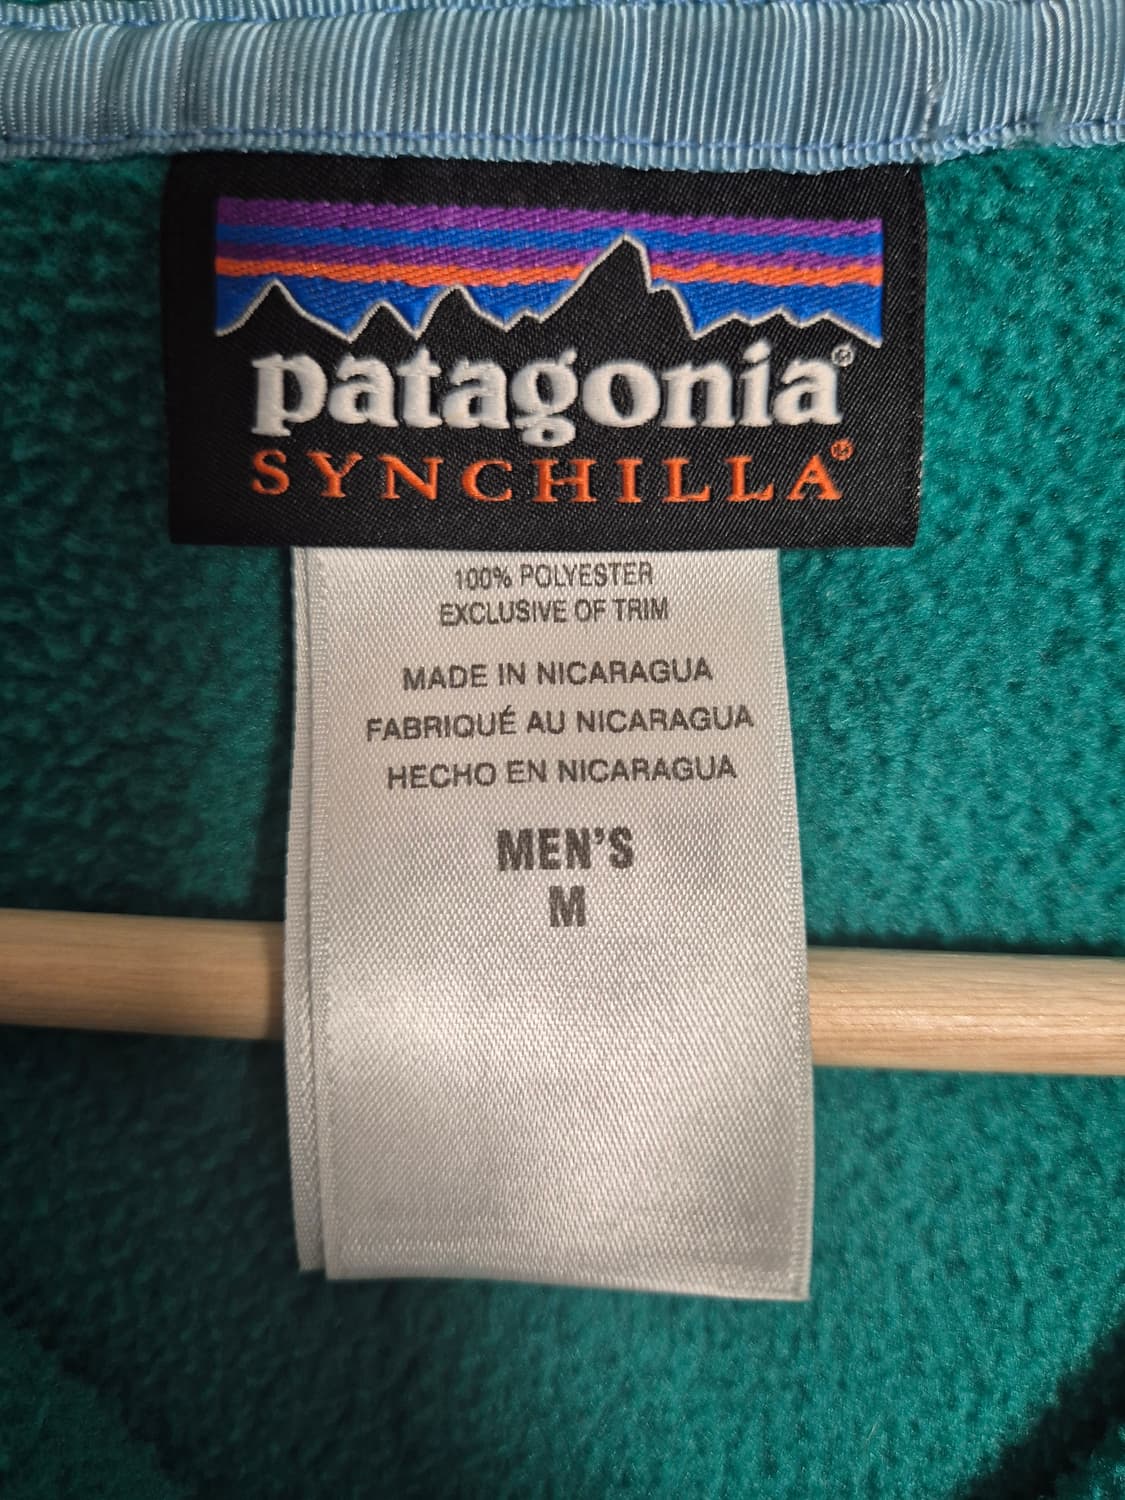 patagonia®
SYNCHILLA®
100% POLYESTER
EXCLUSIVE OF TRIM
MADE IN NICARAGUA
FABRIQUÉ AU NICARAGUA
HECHO EN NICARAGUA
MEN'S
M